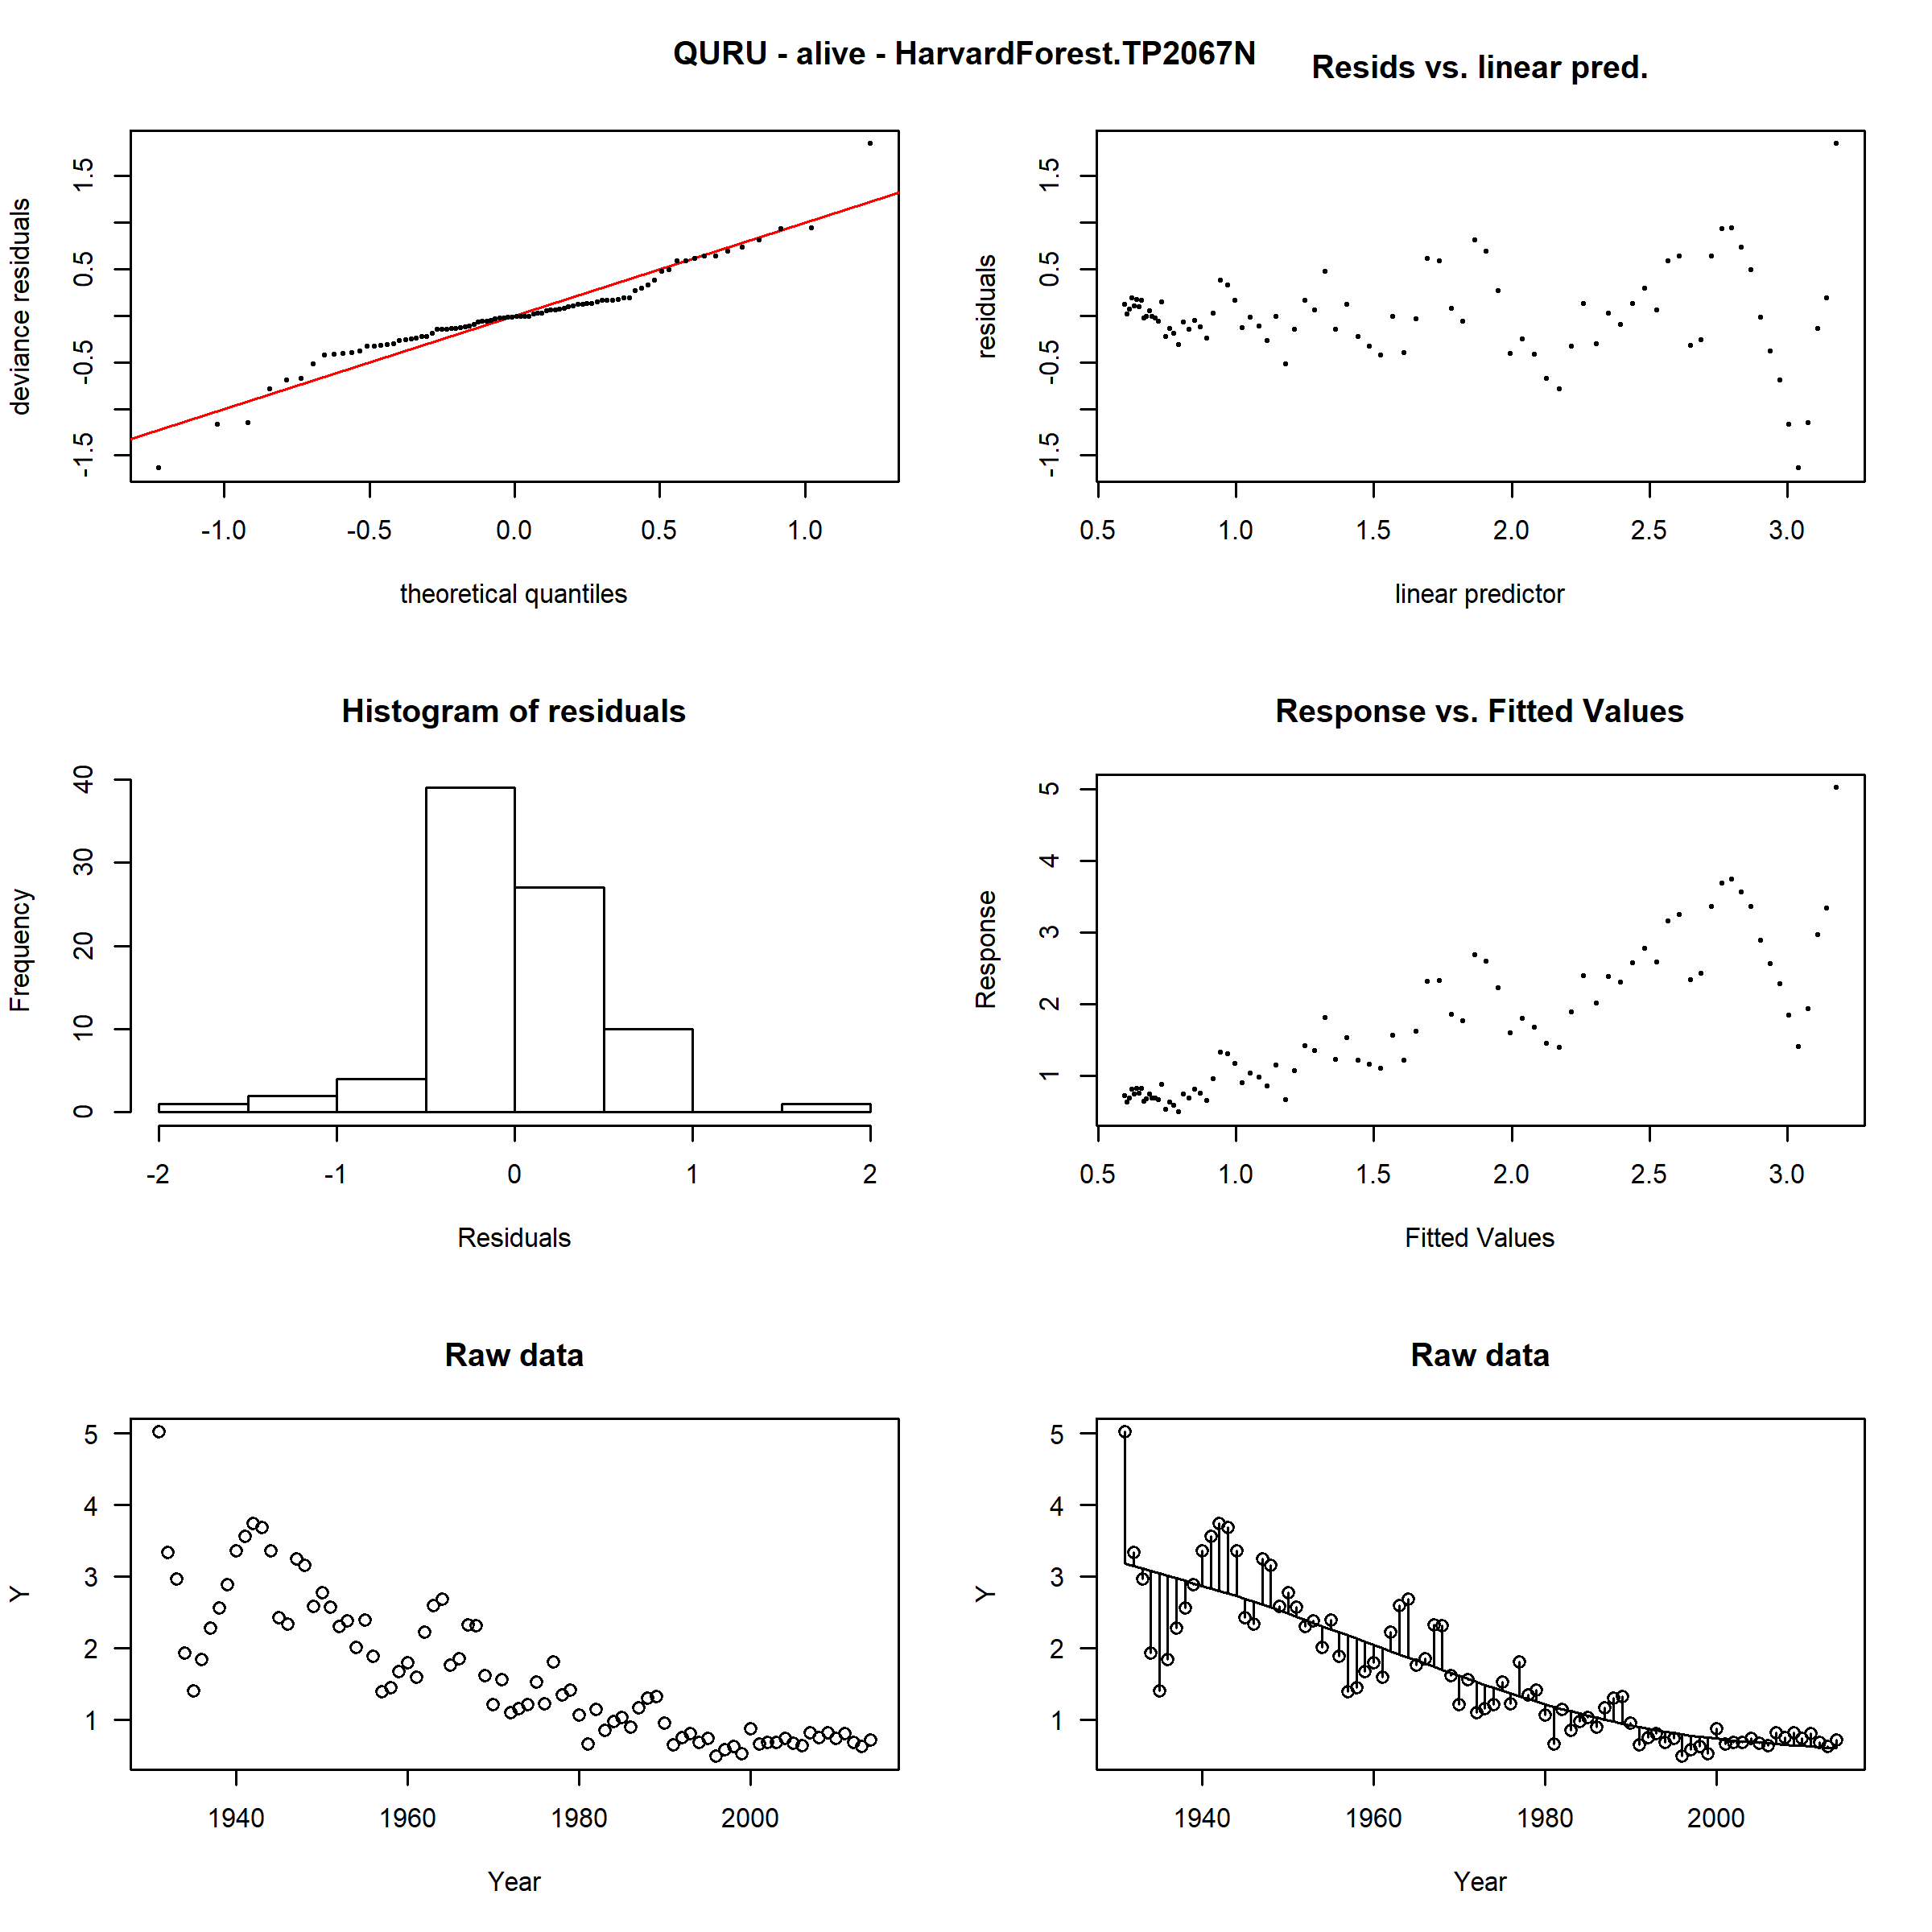 QURU - alive - HarvardForest.TP2067N
Resids vs. linear pred.
deviance residuals
-1.5 -0.5 0.5 1.5
-1.0 -0.5 0.0 0.5 1.0
theoretical quantiles
residuals
-1.5 -0.5 0.5 1.5
0.5 1.0 1.5 2.0 2.5 3.0
linear predictor
Histogram of residuals
Frequency
0 10 20 30 40
-2 -1 0 1 2
Residuals
Response vs. Fitted Values
Response
1 2 3 4 5
0.5 1.0 1.5 2.0 2.5 3.0
Fitted Values
Raw data
Y
5
4
3
2
1
1940 1960 1980 2000
Year
Raw data
Y
5
4
3
2
1
1940 1960 1980 2000
Year